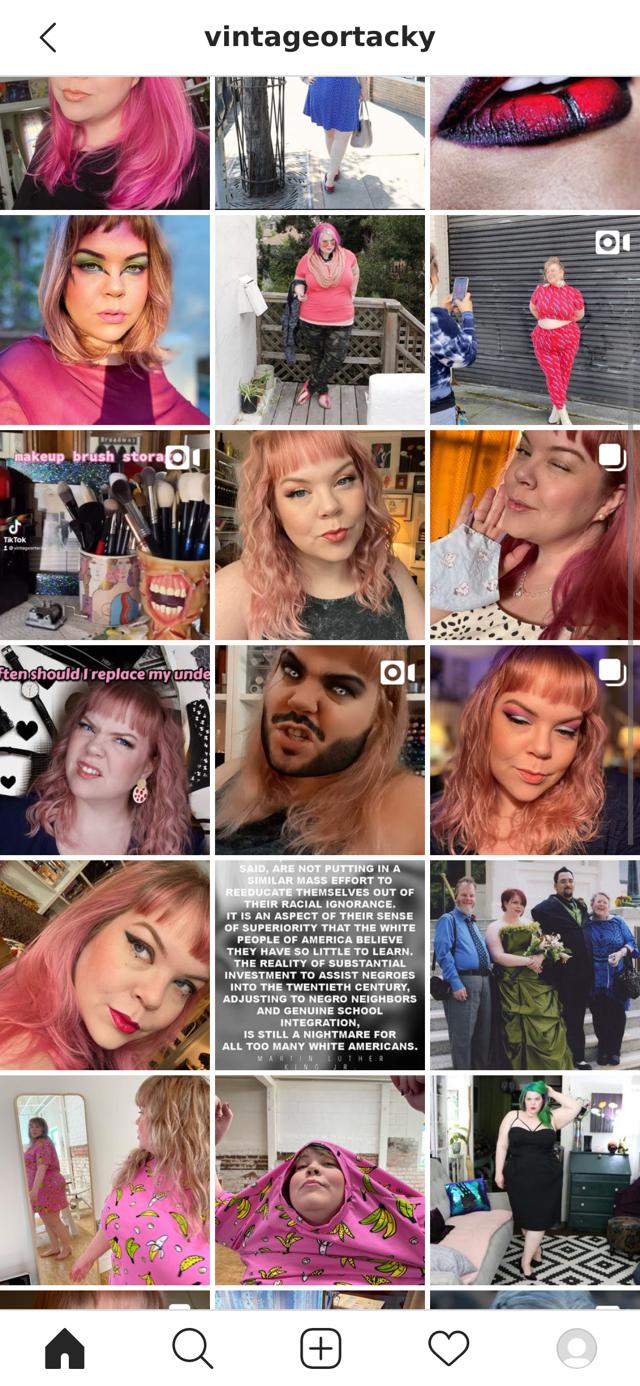 vintageortacky
Broadway
makeup brush stora
TikTok
@vintageortacky
ften should I replace my unde
SAID, ARE NOT PUTTING IN A
SIMILAR MASS EFFORT TO
REEDUCATE THEMSELVES OUT OF
THEIR RACIAL IGNORANCE.
IT IS AN ASPECT OF THEIR SENSE
OF SUPERIORITY THAT THE WHITE
PEOPLE OF AMERICA BELIEVE
THEY HAVE SO LITTLE TO LEARN.
THE REALITY OF SUBSTANTIAL
INVESTMENT TO ASSIST NEGROES
INTO THE TWENTIETH CENTURY,
ADJUSTING TO NEGRO NEIGHBORS
AND GENUINE SCHOOL
INTEGRATION,
IS STILL A NIGHTMARE FOR
ALL TOO MANY WHITE AMERICANS.
MARTIN LUTHER
KING JR